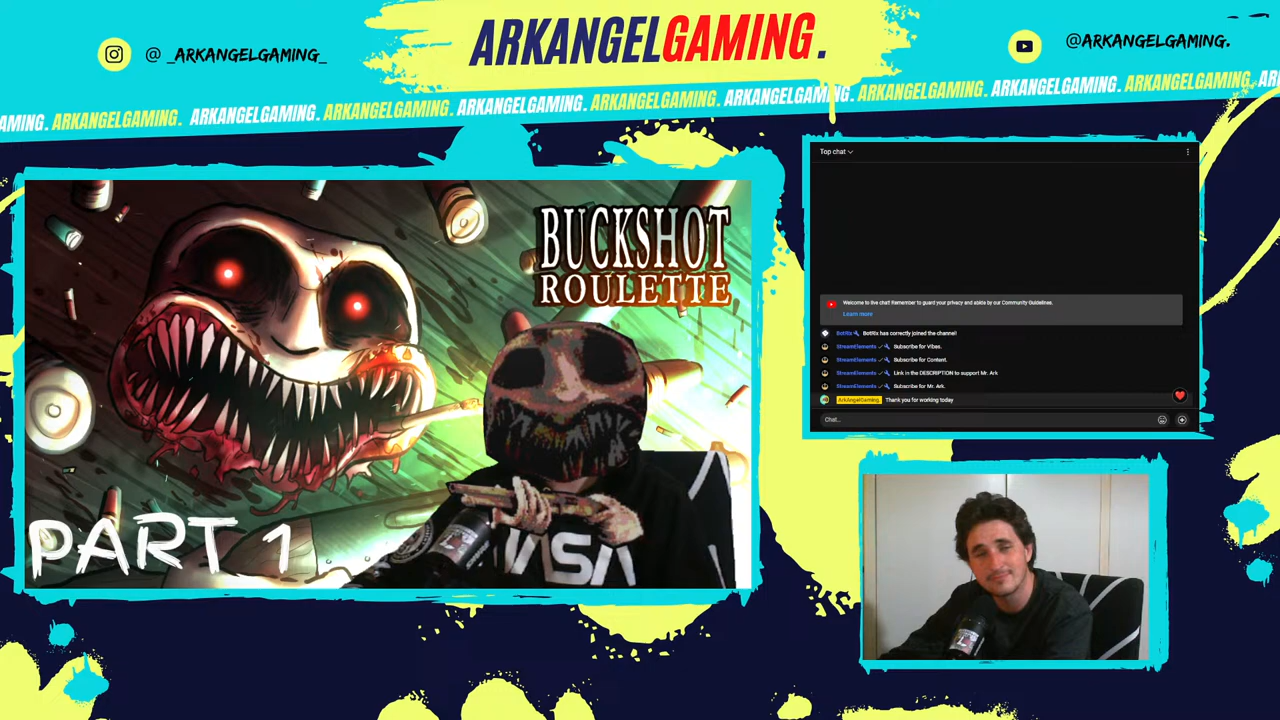 @ _ARKANGELGAMING_
ARKANGELGAMING.
@ARKANGELGAMING.
AMING. ARKANGELGAMING. ARKANGELGAMING. ARKANGELGAMING. ARKANGELGAMING. ARKANGELGAMING. ARKANGELGAMING. ARKANGELGAMING. ARKANGELGAMING. ARKANGELGAMING. AR
BUCKSHOT
ROULETTE
PART 1
NASA
Top chat
Welcome to live chat! Remember to guard your privacy and abide by our Community Guidelines.
Learn more
BotRix BotRix has correctly joined the channel!
StreamElements Subscribe for Vibes.
StreamElements Subscribe for Content.
StreamElements Link in the DESCRIPTION to support Mr. Ark
StreamElements Subscribe for Mr. Ark.
ArkAngelGaming. Thank you for working today
Chat...